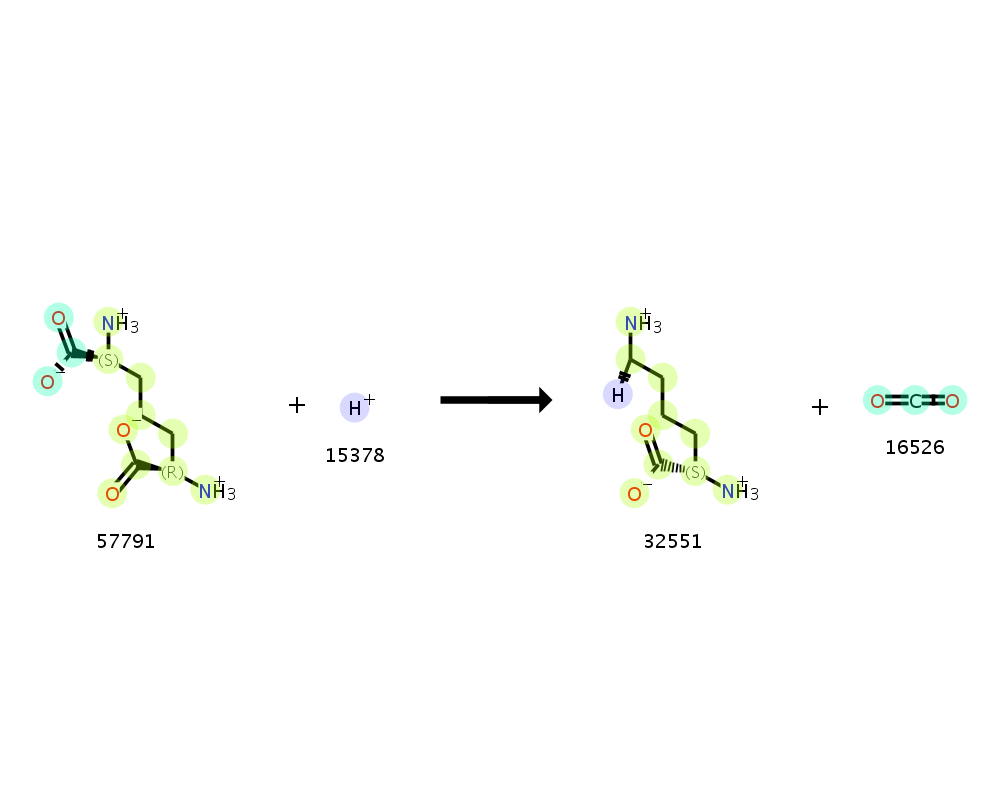 O NH3+ NH3+
(S) (S)
O−
H O=C=O
O− O
+ H+ + 
15378 16526
(R) (S)
O NH3+ O− NH3+
57791 32551